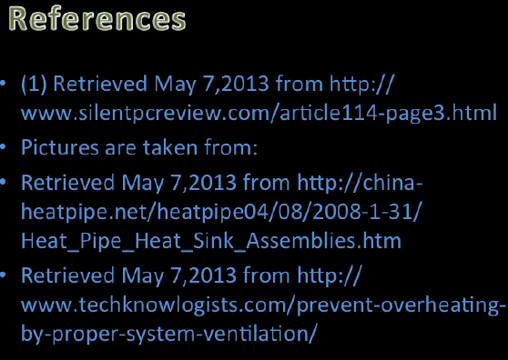 References
• (1) Retrieved May 7,2013 from http://
www.silentpcreview.com/article114-page3.html
• Pictures are taken from:
• Retrieved May 7,2013 from http://china-
heatpipe.net/heatpipe04/08/2008-1-31/
Heat_Pipe_Heat_Sink_Assemblies.htm
• Retrieved May 7,2013 from http://
www.techknowlogists.com/prevent-overheating-
by-proper-system-ventilation/